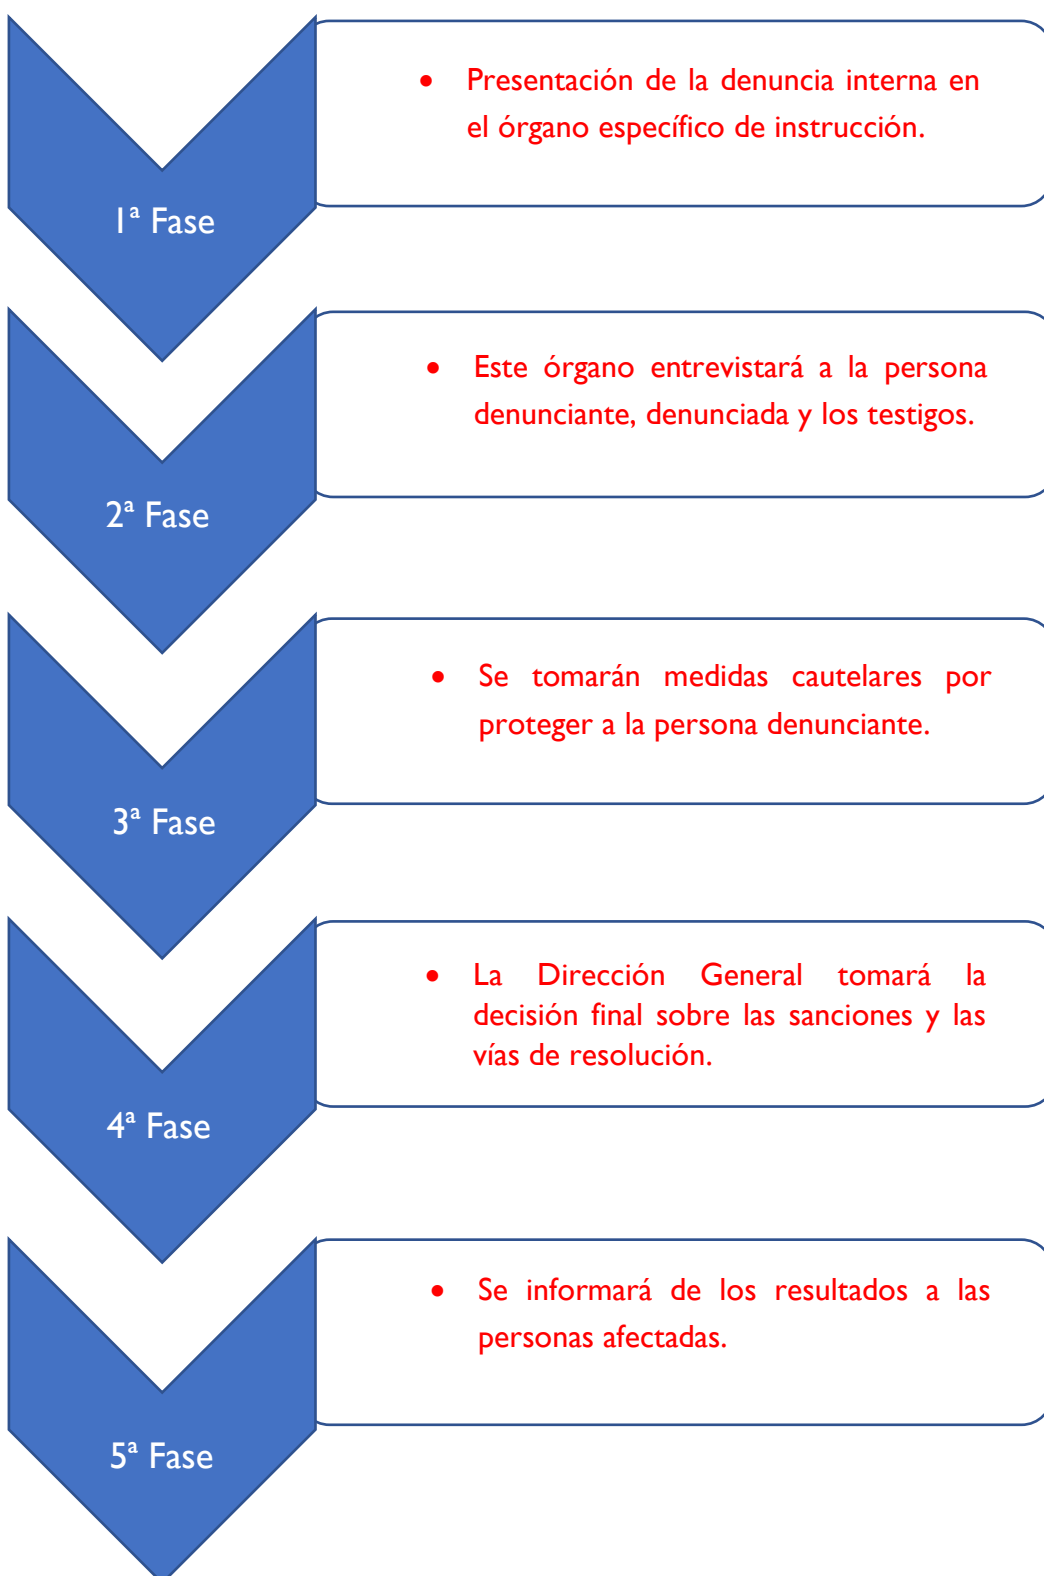 • Presentación de la denuncia interna en
el órgano específico de instrucción.
1ª Fase
• Este órgano entrevistará a la persona
denunciante, denunciada y los testigos.
2ª Fase
• Se tomarán medidas cautelares por
proteger a la persona denunciante.
3ª Fase
• La Dirección General tomará la
decisión final sobre las sanciones y las
vías de resolución.
4ª Fase
• Se informará de los resultados a las
personas afectadas.
5ª Fase